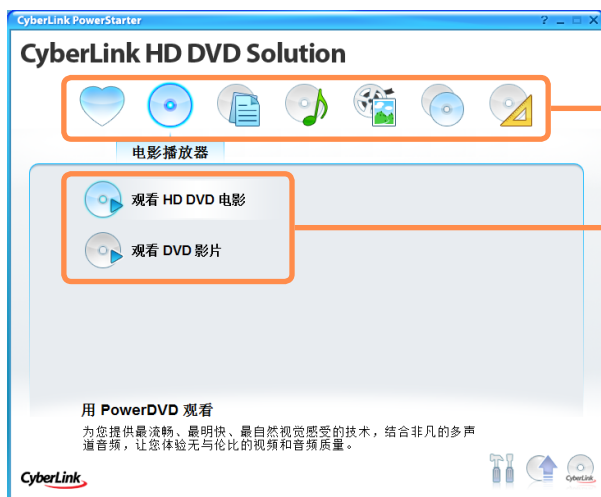 CyberLink PowerStarter
CyberLink HD DVD Solution
电影播放器
观看 HD DVD 电影
观看 DVD 影片
用 PowerDVD 观看
为您提供最流畅、最明快、最自然视觉感受的技术，结合非凡的多声
道音频，让您体验无与伦比的视频和音频质量。
CyberLink
CyberLink